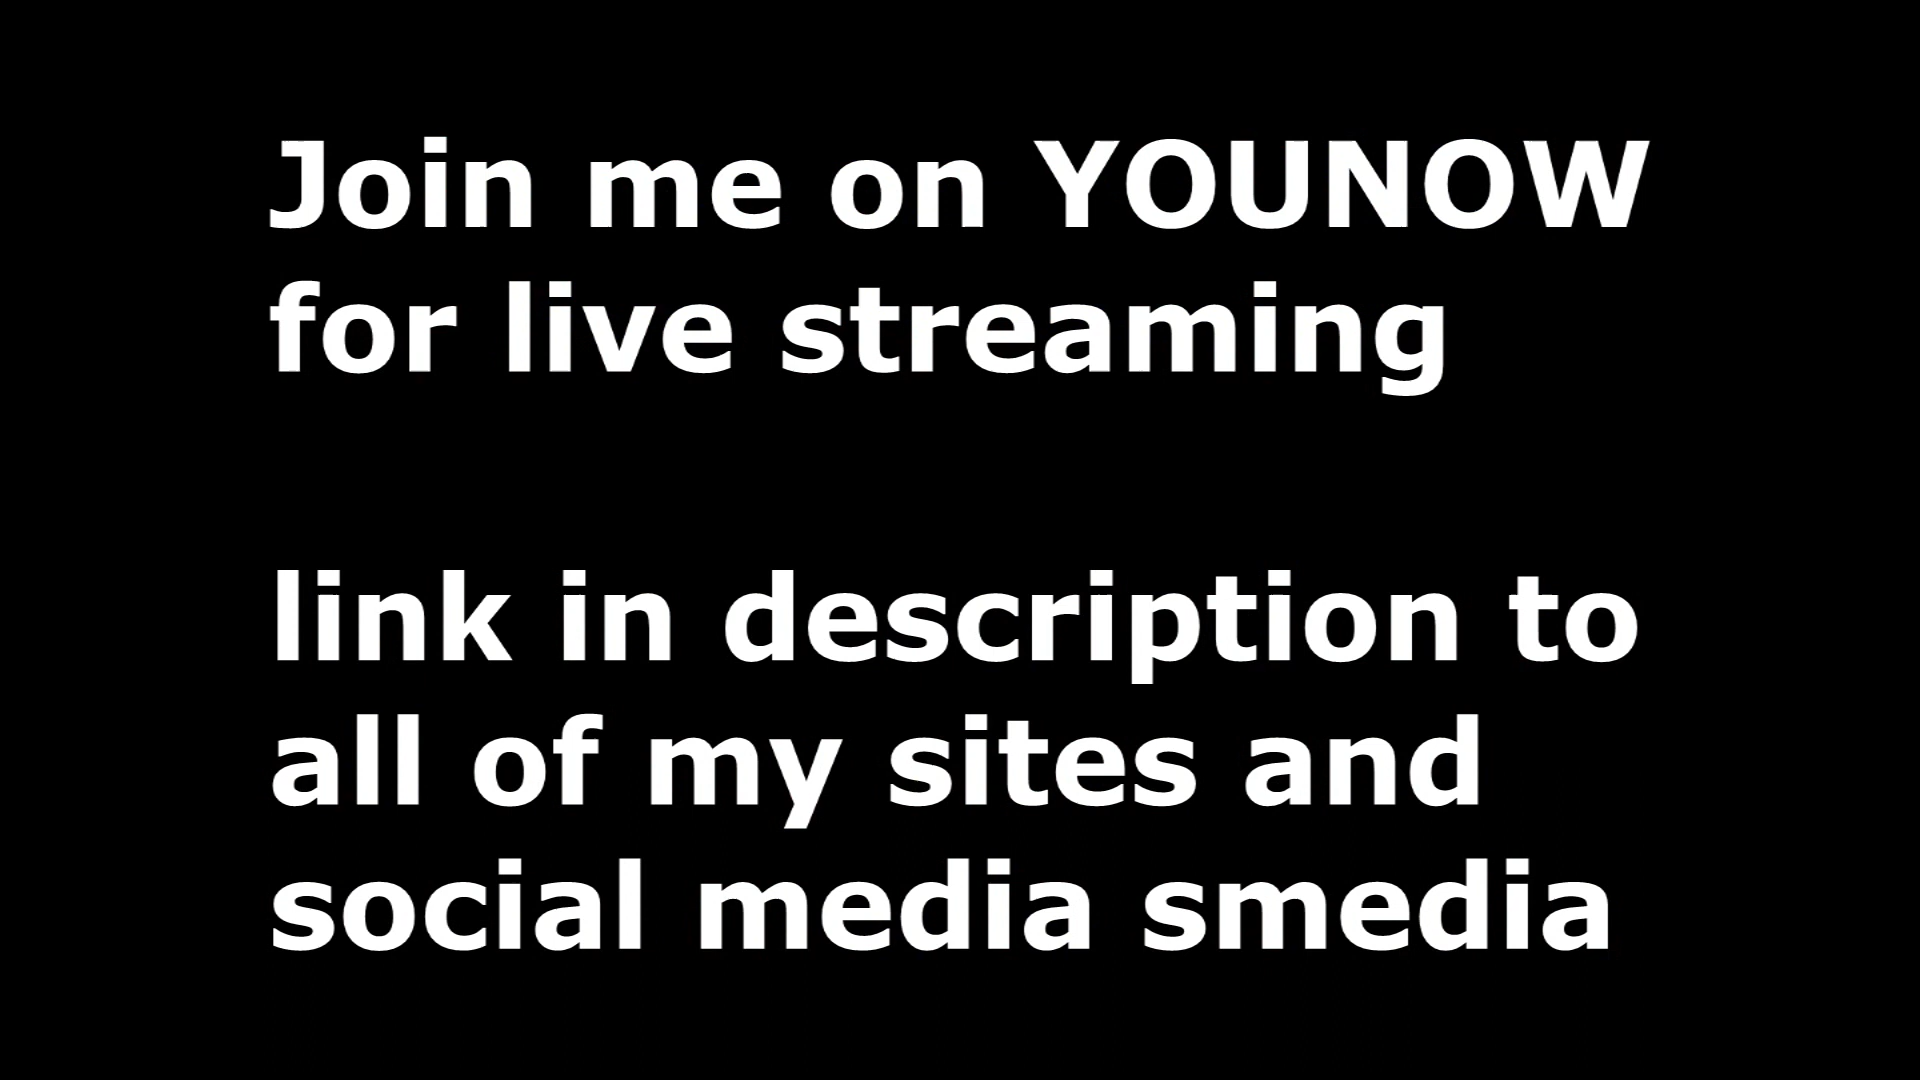 Join me on YOUNOW
for live streaming
link in description to
all of my sites and
social media smedia